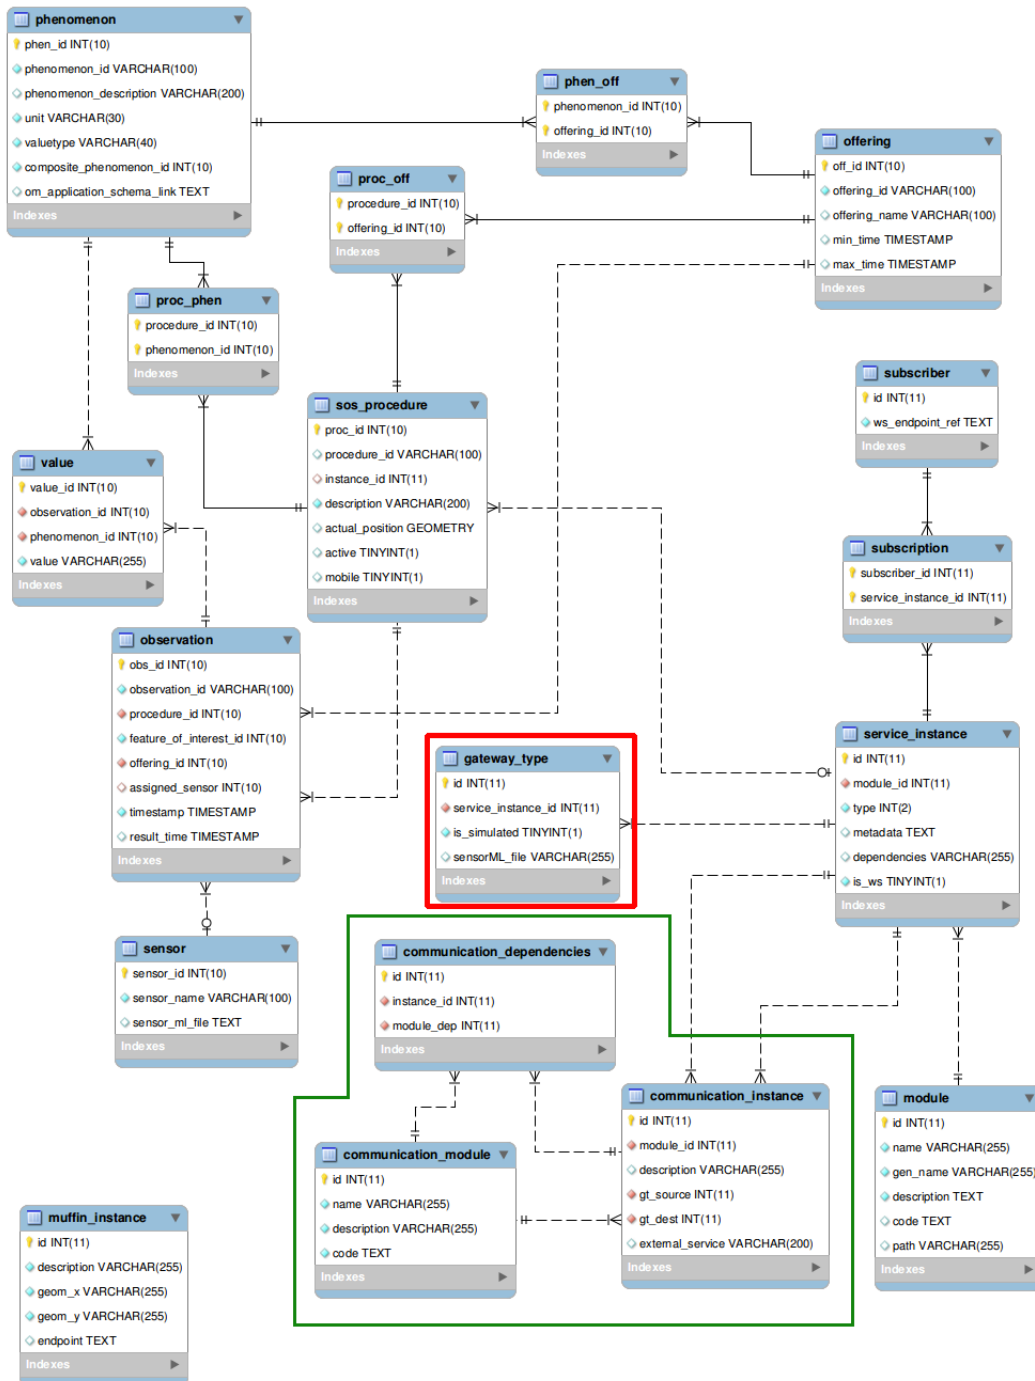 phenomenon
phen_id INT(10)
phenomenon_id VARCHAR(100)
phenomenon_description VARCHAR(200)
unit VARCHAR(30)
valuetype VARCHAR(40)
composite_phenomenon_id INT(10)
om_application_schema_link TEXT
Indexes
phen_off
phenomenon_id INT(10)
offering_id INT(10)
Indexes
offering
off_id INT(10)
offering_id VARCHAR(100)
offering_name VARCHAR(100)
min_time TIMESTAMP
max_time TIMESTAMP
Indexes
proc_off
procedure_id INT(10)
offering_id INT(10)
Indexes
proc_phen
procedure_id INT(10)
phenomenon_id INT(10)
Indexes
sos_procedure
proc_id INT(10)
procedure_id VARCHAR(100)
instance_id INT(11)
description VARCHAR(200)
actual_position GEOMETRY
active TINYINT(1)
mobile TINYINT(1)
Indexes
subscriber
id INT(11)
ws_endpoint_ref TEXT
Indexes
value
value_id INT(10)
observation_id INT(10)
phenomenon_id INT(10)
value VARCHAR(255)
Indexes
subscription
subscriber_id INT(11)
service_instance_id INT(11)
Indexes
observation
obs_id INT(10)
observation_id VARCHAR(100)
procedure_id INT(10)
feature_of_interest_id INT(10)
offering_id INT(10)
assigned_sensor INT(10)
timestamp TIMESTAMP
result_time TIMESTAMP
Indexes
gateway_type
id INT(11)
service_instance_id INT(11)
is_simulated TINYINT(1)
sensorML_file VARCHAR(255)
Indexes
service_instance
id INT(11)
module_id INT(11)
type INT(2)
metadata TEXT
dependencies VARCHAR(255)
is_ws TINYINT(1)
Indexes
sensor
sensor_id INT(10)
sensor_name VARCHAR(100)
sensor_ml_file TEXT
Indexes
communication_dependencies
id INT(11)
instance_id INT(11)
module_dep INT(11)
Indexes
communication_module
id INT(11)
name VARCHAR(255)
description VARCHAR(255)
code TEXT
Indexes
communication_instance
id INT(11)
module_id INT(11)
description VARCHAR(255)
gt_source INT(11)
gt_dest INT(11)
external_service VARCHAR(200)
Indexes
module
id INT(11)
name VARCHAR(255)
gen_name VARCHAR(255)
description TEXT
code TEXT
path VARCHAR(255)
Indexes
muffin_instance
id INT(11)
description VARCHAR(255)
geom_x VARCHAR(255)
geom_y VARCHAR(255)
endpoint TEXT
Indexes